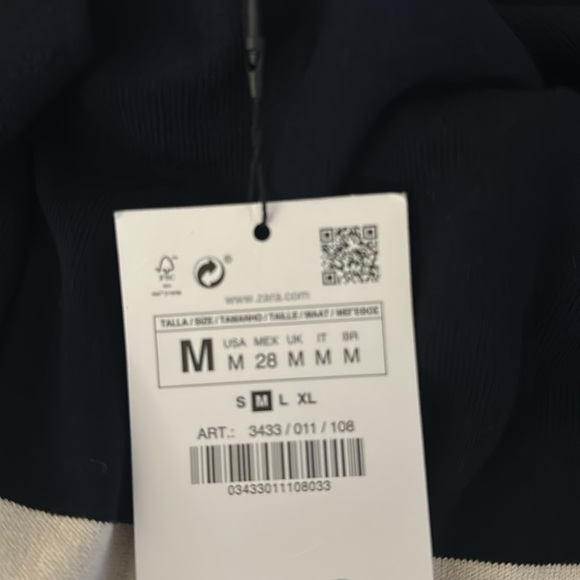 FSC
www.zara.com
TALLA / SIZE / TAMANHO / TAILLE / MAAT /
USA MEX UK IT BR
M M 28 M M M
S M L XL
ART.: 3433 / 011 / 108
03433011108033